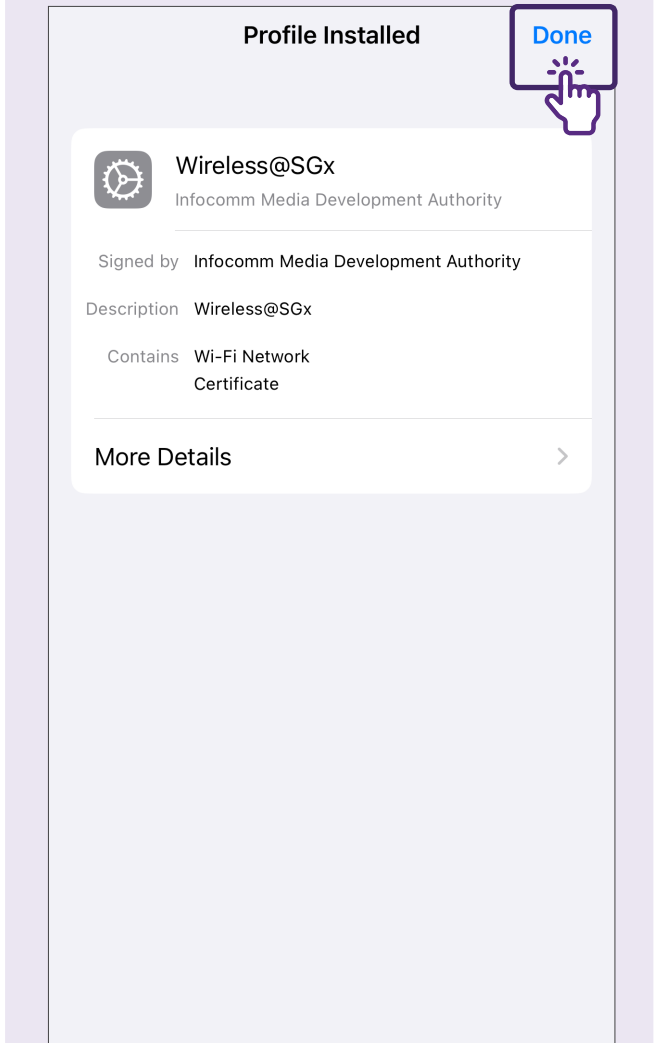 Profile Installed Done
Wireless@SGx
Infocomm Media Development Authority
Signed by Infocomm Media Development Authority
Description Wireless@SGx
Contains Wi-Fi Network
Certificate
More Details